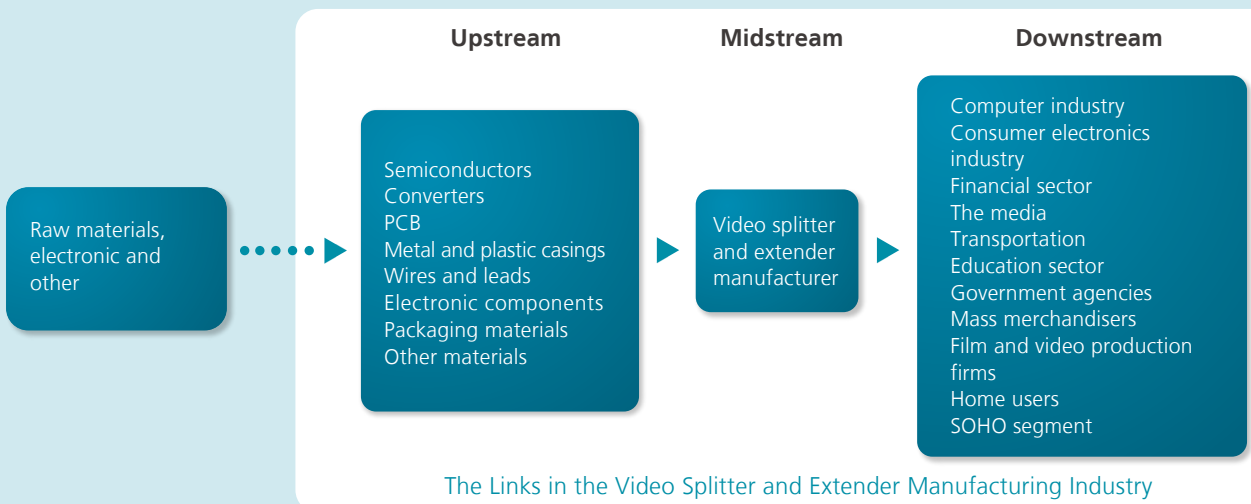 Upstream
Midstream
Downstream
Raw materials,
electronic and
other
Semiconductors
Converters
PCB
Metal and plastic casings
Wires and leads
Electronic components
Packaging materials
Other materials
Video splitter
and extender
manufacturer
Computer industry
Consumer electronics
industry
Financial sector
The media
Transportation
Education sector
Government agencies
Mass merchandisers
Film and video production
firms
Home users
SOHO segment
The Links in the Video Splitter and Extender Manufacturing Industry